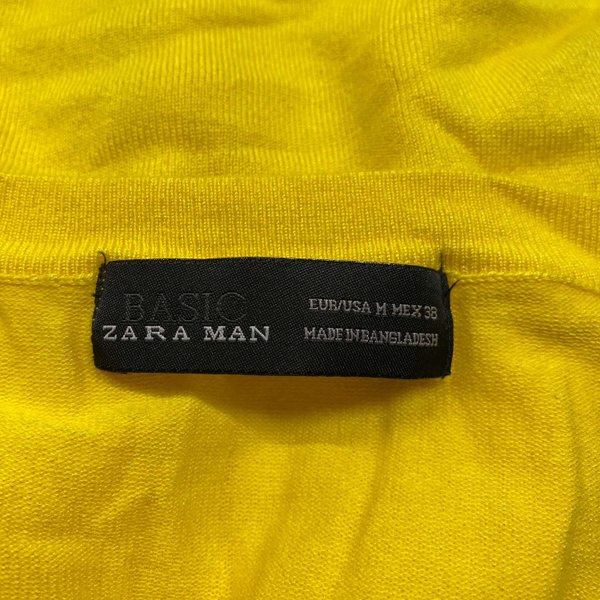 BASIC
ZARA MAN
EUR/USA M MEX 38
MADE IN BANGLADESH